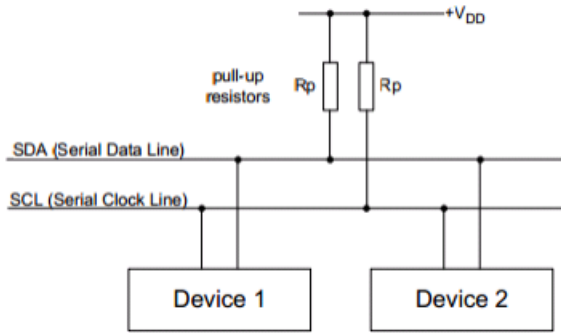 +VDD
pull-up
resistors
Rp
Rp
SDA (Serial Data Line)
SCL (Serial Clock Line)
Device 1
Device 2